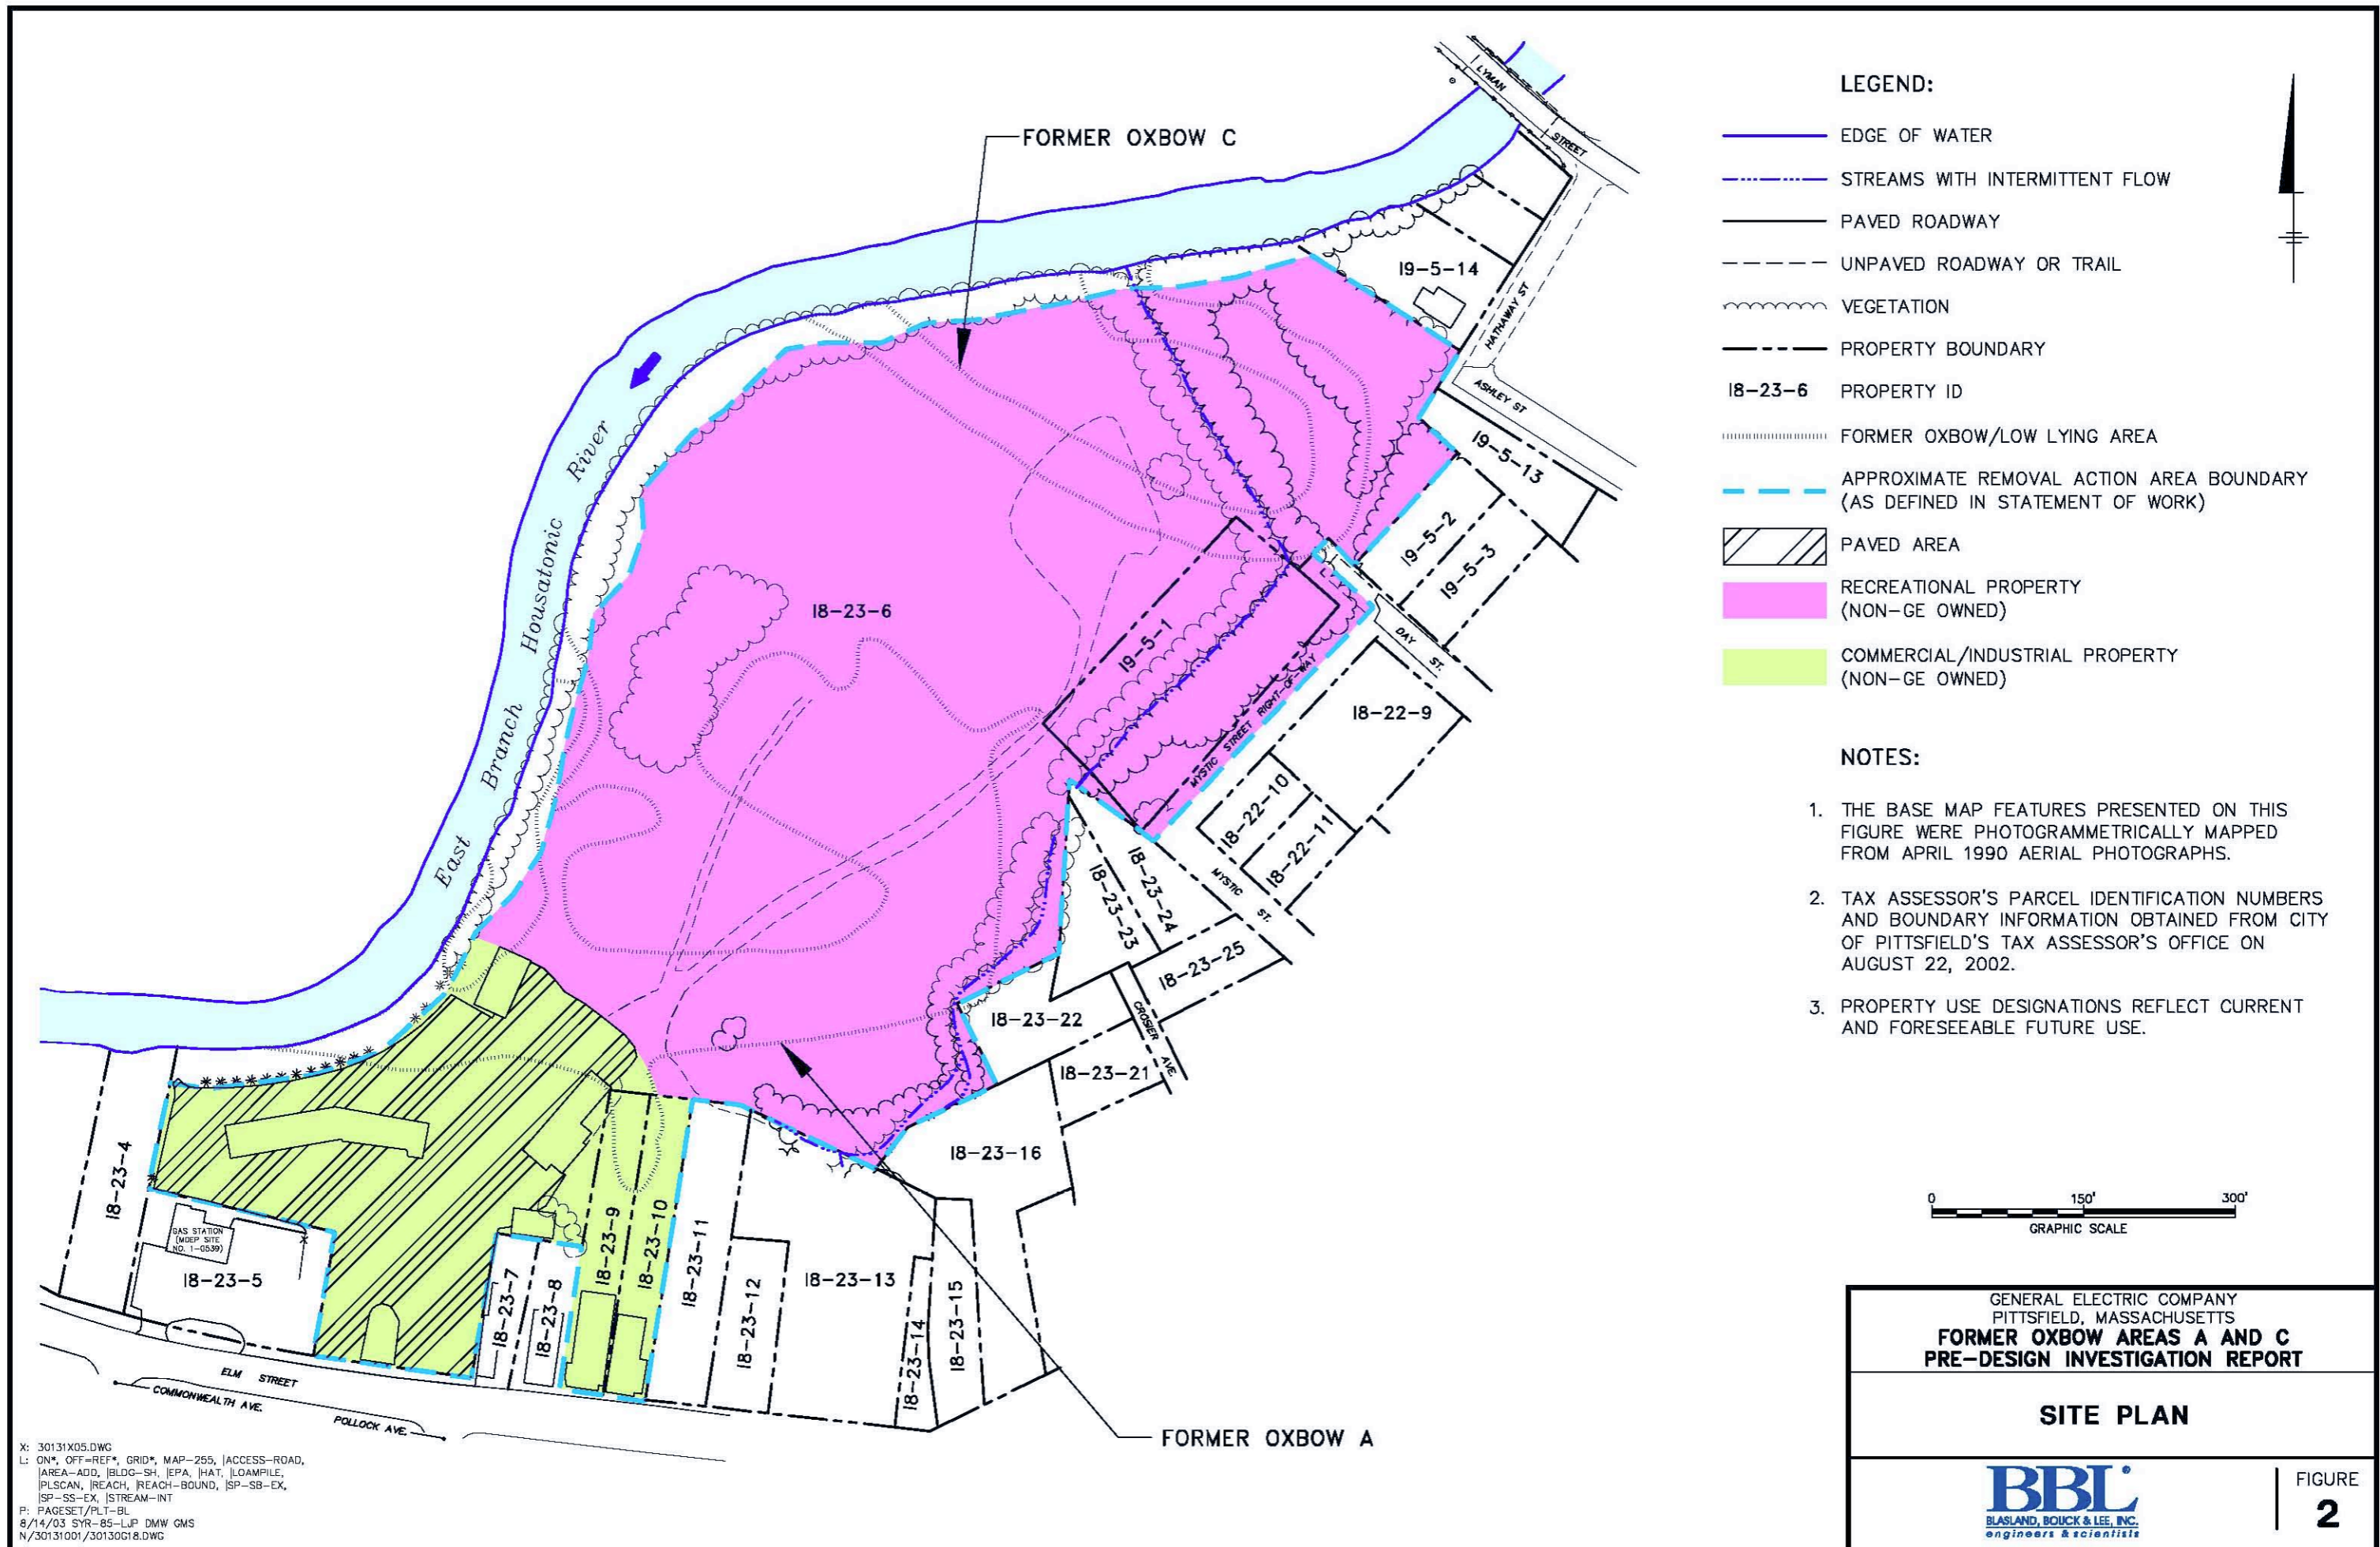 FORMER OXBOW C
LYMAN
STREET
HATHAWAY ST
ASHLEY ST
19-5-14
19-5-13
19-5-2
19-5-3
19-5-1
DAY ST.
MYSTIC STREET RIGHT-OF-WAY
18-23-6
18-22-9
18-22-10
18-22-11
MYSTIC ST.
18-23-24
18-23-23
18-23-25
18-23-22
CROSIER AVE.
18-23-21
18-23-16
East Branch Housatonic River
18-23-4
GAS STATION
(MDEP SITE
NO. 1-0539)
18-23-5
18-23-7
18-23-8
18-23-9
18-23-10
18-23-11
18-23-12
18-23-13
18-23-14
18-23-15
ELM STREET
COMMONWEALTH AVE.
POLLOCK AVE.
FORMER OXBOW A
LEGEND:
EDGE OF WATER
STREAMS WITH INTERMITTENT FLOW
PAVED ROADWAY
UNPAVED ROADWAY OR TRAIL
VEGETATION
PROPERTY BOUNDARY
18-23-6 PROPERTY ID
FORMER OXBOW/LOW LYING AREA
APPROXIMATE REMOVAL ACTION AREA BOUNDARY
(AS DEFINED IN STATEMENT OF WORK)
PAVED AREA
RECREATIONAL PROPERTY
(NON-GE OWNED)
COMMERCIAL/INDUSTRIAL PROPERTY
(NON-GE OWNED)
NOTES:
1. THE BASE MAP FEATURES PRESENTED ON THIS
FIGURE WERE PHOTOGRAMMETRICALLY MAPPED
FROM APRIL 1990 AERIAL PHOTOGRAPHS.
2. TAX ASSESSOR'S PARCEL IDENTIFICATION NUMBERS
AND BOUNDARY INFORMATION OBTAINED FROM CITY
OF PITTSFIELD'S TAX ASSESSOR'S OFFICE ON
AUGUST 22, 2002.
3. PROPERTY USE DESIGNATIONS REFLECT CURRENT
AND FORESEEABLE FUTURE USE.
0 150' 300'
GRAPHIC SCALE
GENERAL ELECTRIC COMPANY
PITTSFIELD, MASSACHUSETTS
FORMER OXBOW AREAS A AND C
PRE-DESIGN INVESTIGATION REPORT
SITE PLAN
BBL
BLASLAND, BOUCK & LEE, INC.
engineers & scientists
FIGURE
2
X: 30131X05.DWG
L: ON*, OFF=REF*, GRID*, MAP-255, |ACCESS-ROAD,
|AREA-ADD, |BLDG-SH, |EPA, |HAT, |LOAMPILE,
|PLSCAN, |REACH, |REACH-BOUND, |SP-SB-EX,
|SP-SS-EX, |STREAM-INT
P: PAGESET/PLT-BL
8/14/03 SYR-85-LJP DMW GMS
N/30131001/30130G18.DWG